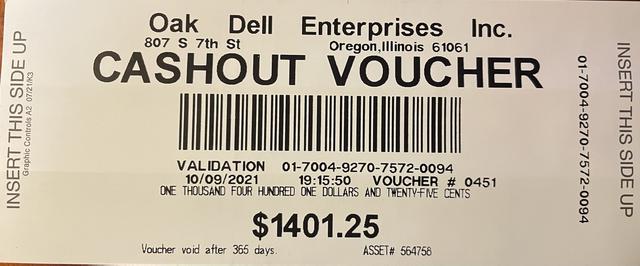 Oak Dell Enterprises Inc.
807 S 7th St Oregon,Illinois 61061
CASHOUT VOUCHER
VALIDATION 01-7004-9270-7572-0094
10/09/2021 19:15:50 VOUCHER # 0451
ONE THOUSAND FOUR HUNDRED ONE DOLLARS AND TWENTY-FIVE CENTS
$1401.25
Voucher void after 365 days. ASSET# 564758
INSERT THIS SIDE UP
Graphic Controls A2 07/21/K3
01-7004-9270-7572-0094
INSERT THIS SIDE UP